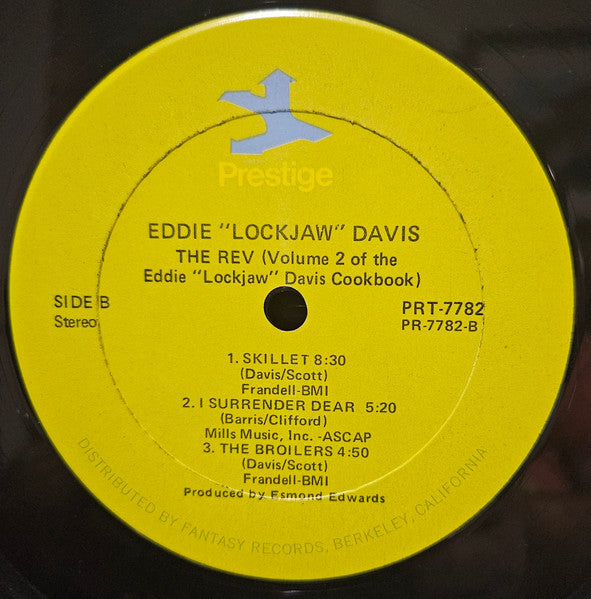 Prestige
EDDIE "LOCKJAW" DAVIS
THE REV (Volume 2 of the
Eddie "Lockjaw" Davis Cookbook)
SIDE B
Stereo
PRT-7782
PR-7782-B
1. SKILLET 8:30
(Davis/Scott)
Frandell-BMI
2. I SURRENDER DEAR 5:20
(Barris/Clifford)
Mills Music, Inc. -ASCAP
3. THE BROILERS 4:50
(Davis/Scott)
Frandell-BMI
Produced by Esmond Edwards
DISTRIBUTED BY FANTASY RECORDS, BERKELEY, CALIFORNIA